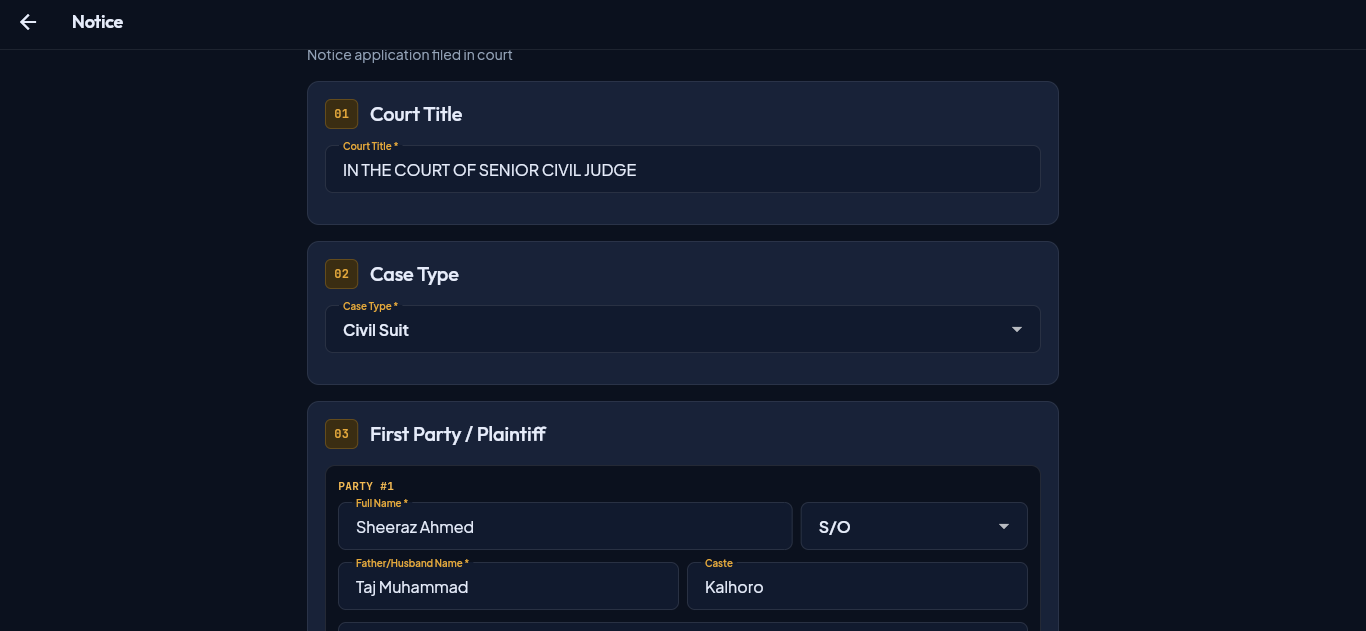 Notice
Notice application filed in court
01 Court Title
Court Title *
IN THE COURT OF SENIOR CIVIL JUDGE
02 Case Type
Case Type *
Civil Suit
03 First Party / Plaintiff
PARTY #1
Full Name *
Sheeraz Ahmed S/O
Father/Husband Name * Caste
Taj Muhammad Kalhoro